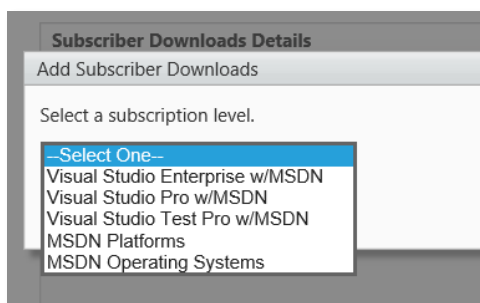 Subscriber Downloads Details
Add Subscriber Downloads
Select a subscription level.
--Select One--
Visual Studio Enterprise w/MSDN
Visual Studio Pro w/MSDN
Visual Studio Test Pro w/MSDN
MSDN Platforms
MSDN Operating Systems